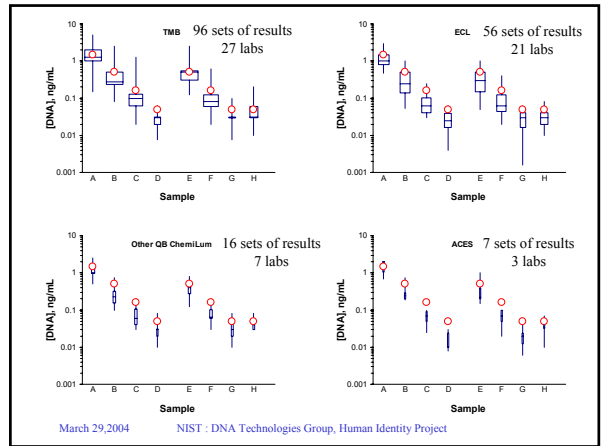 TMB
96 sets of results
27 labs
[DNA], ng/mL
10
1
0.1
0.01
0.001
A B C D E F G H
Sample
ECL
56 sets of results
21 labs
[DNA], ng/mL
10
1
0.1
0.01
0.001
A B C D E F G H
Sample
Other QB ChemiLum
16 sets of results
7 labs
[DNA], ng/mL
10
1
0.1
0.01
0.001
A B C D E F G H
Sample
ACES
7 sets of results
3 labs
[DNA], ng/mL
10
1
0.1
0.01
0.001
A B C D E F G H
Sample
March 29,2004 NIST : DNA Technologies Group, Human Identity Project